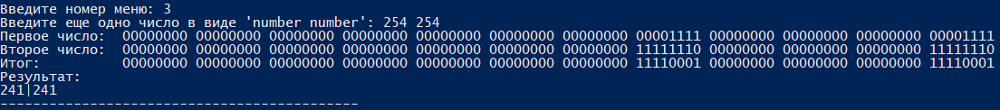 Введите номер меню: 3
Введите еще одно число в виде 'number number': 254 254
Первое число:  00000000 00000000 00000000 00000000 00000000 00000000 00000000 00001111 00000000 00000000 00000000 00001111
Второе число:  00000000 00000000 00000000 00000000 00000000 00000000 00000000 11111110 00000000 00000000 00000000 11111110
Итог:          00000000 00000000 00000000 00000000 00000000 00000000 00000000 11110001 00000000 00000000 00000000 11110001
Результат:
241|241
--------------------------------------------